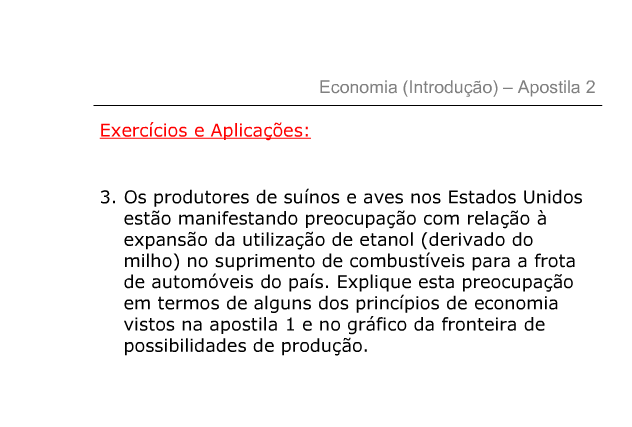 Economia (Introdução) – Apostila 2
Exercícios e Aplicações:
3. Os produtores de suínos e aves nos Estados Unidos
estão manifestando preocupação com relação à
expansão da utilização de etanol (derivado do
milho) no suprimento de combustíveis para a frota
de automóveis do país. Explique esta preocupação
em termos de alguns dos princípios de economia
vistos na apostila 1 e no gráfico da fronteira de
possibilidades de produção.